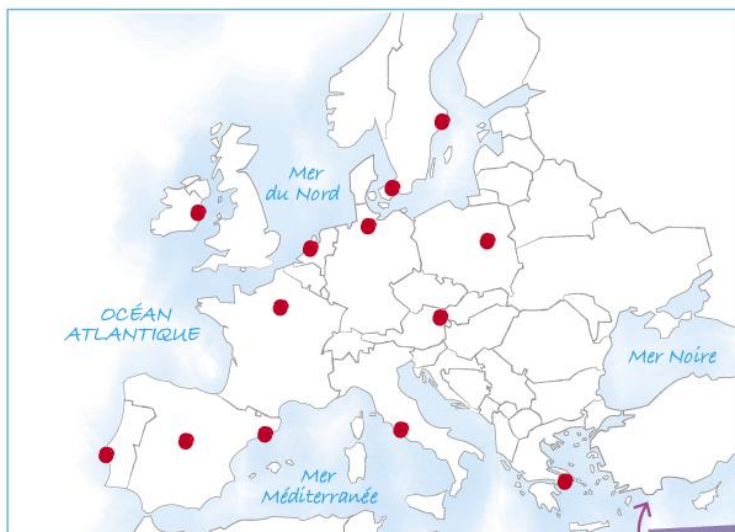 Mer
du Nord
OCÉAN
ATLANTIQUE
Mer Noire
Mer
Méditerranée